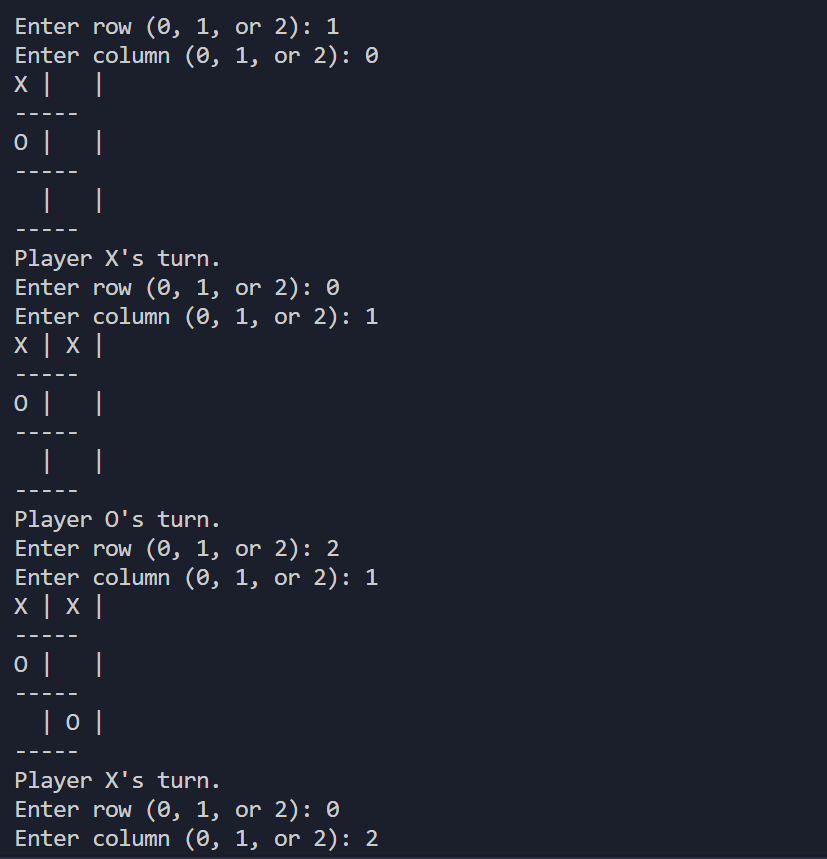 Enter row (0, 1, or 2): 1
Enter column (0, 1, or 2): 0
X |   |
-----
O |   |
-----
  |   |
-----
Player X's turn.
Enter row (0, 1, or 2): 0
Enter column (0, 1, or 2): 1
X | X |
-----
O |   |
-----
  |   |
-----
Player O's turn.
Enter row (0, 1, or 2): 2
Enter column (0, 1, or 2): 1
X | X |
-----
O |   |
-----
  | O |
-----
Player X's turn.
Enter row (0, 1, or 2): 0
Enter column (0, 1, or 2): 2